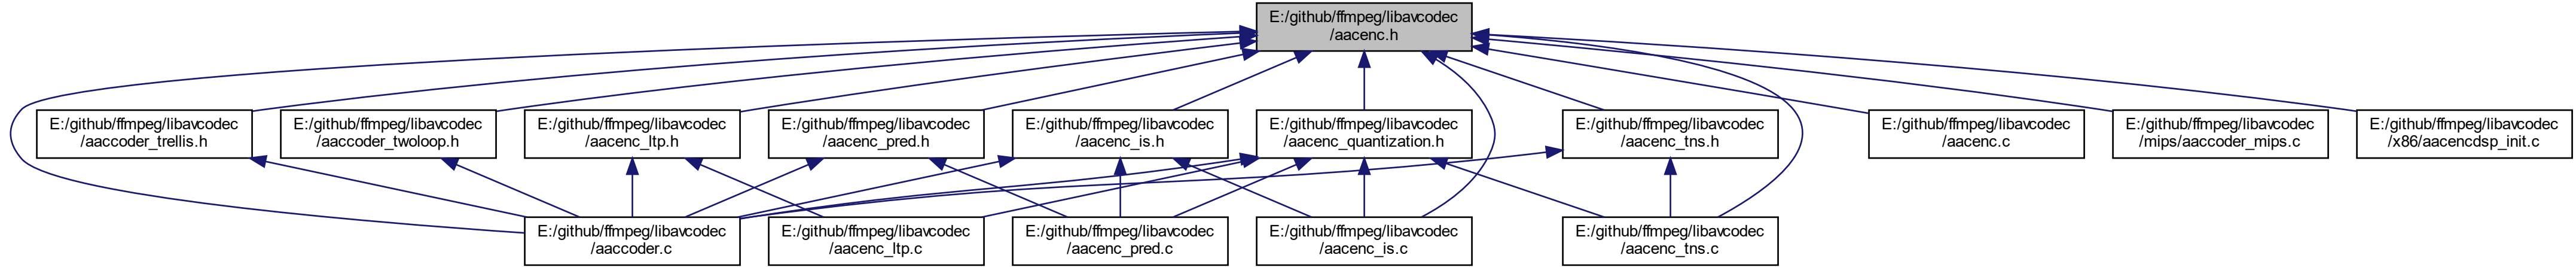 E:/github/ffmpeg/libavcodec
/aacenc.h
E:/github/ffmpeg/libavcodec
/aaccoder_trellis.h
E:/github/ffmpeg/libavcodec
/aaccoder_twoloop.h
E:/github/ffmpeg/libavcodec
/aacenc_ltp.h
E:/github/ffmpeg/libavcodec
/aacenc_pred.h
E:/github/ffmpeg/libavcodec
/aacenc_is.h
E:/github/ffmpeg/libavcodec
/aacenc_quantization.h
E:/github/ffmpeg/libavcodec
/aacenc_tns.h
E:/github/ffmpeg/libavcodec
/aacenc.c
E:/github/ffmpeg/libavcodec
/mips/aaccoder_mips.c
E:/github/ffmpeg/libavcodec
/x86/aacencdsp_init.c
E:/github/ffmpeg/libavcodec
/aaccoder.c
E:/github/ffmpeg/libavcodec
/aacenc_ltp.c
E:/github/ffmpeg/libavcodec
/aacenc_pred.c
E:/github/ffmpeg/libavcodec
/aacenc_is.c
E:/github/ffmpeg/libavcodec
/aacenc_tns.c